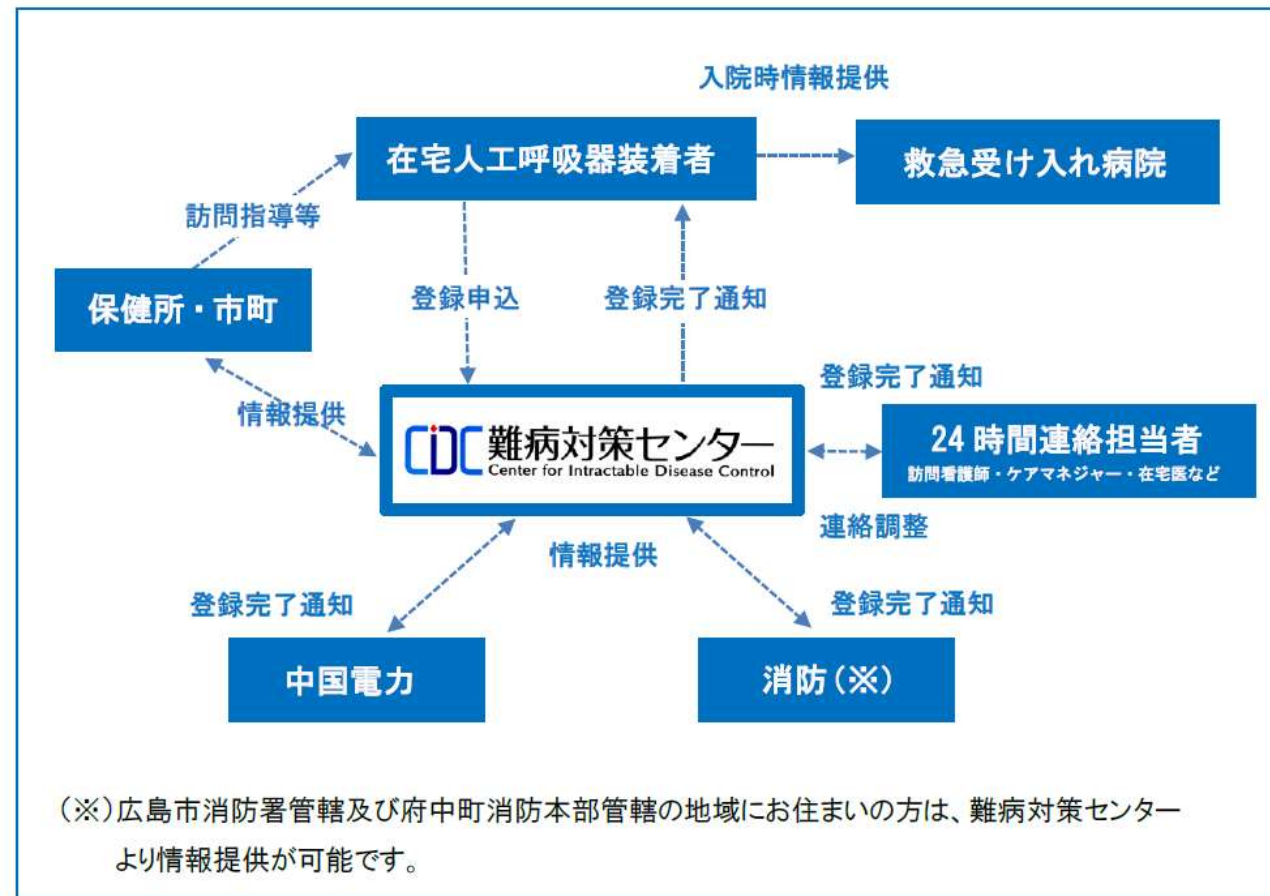 入院時情報提供
在宅人工呼吸器装着者
救急受け入れ病院
訪問指導等
保健所・市町
登録申込
登録完了通知
登録完了通知
情報提供
CiDC 難病対策センター
Center for Intractable Disease Control
24時間連絡担当者
訪問看護師・ケアマネジャー・在宅医など
連絡調整
情報提供
登録完了通知
登録完了通知
中国電力
消防(※)
(※)広島市消防署管轄及び府中町消防本部管轄の地域にお住まいの方は、難病対策センター
より情報提供が可能です。